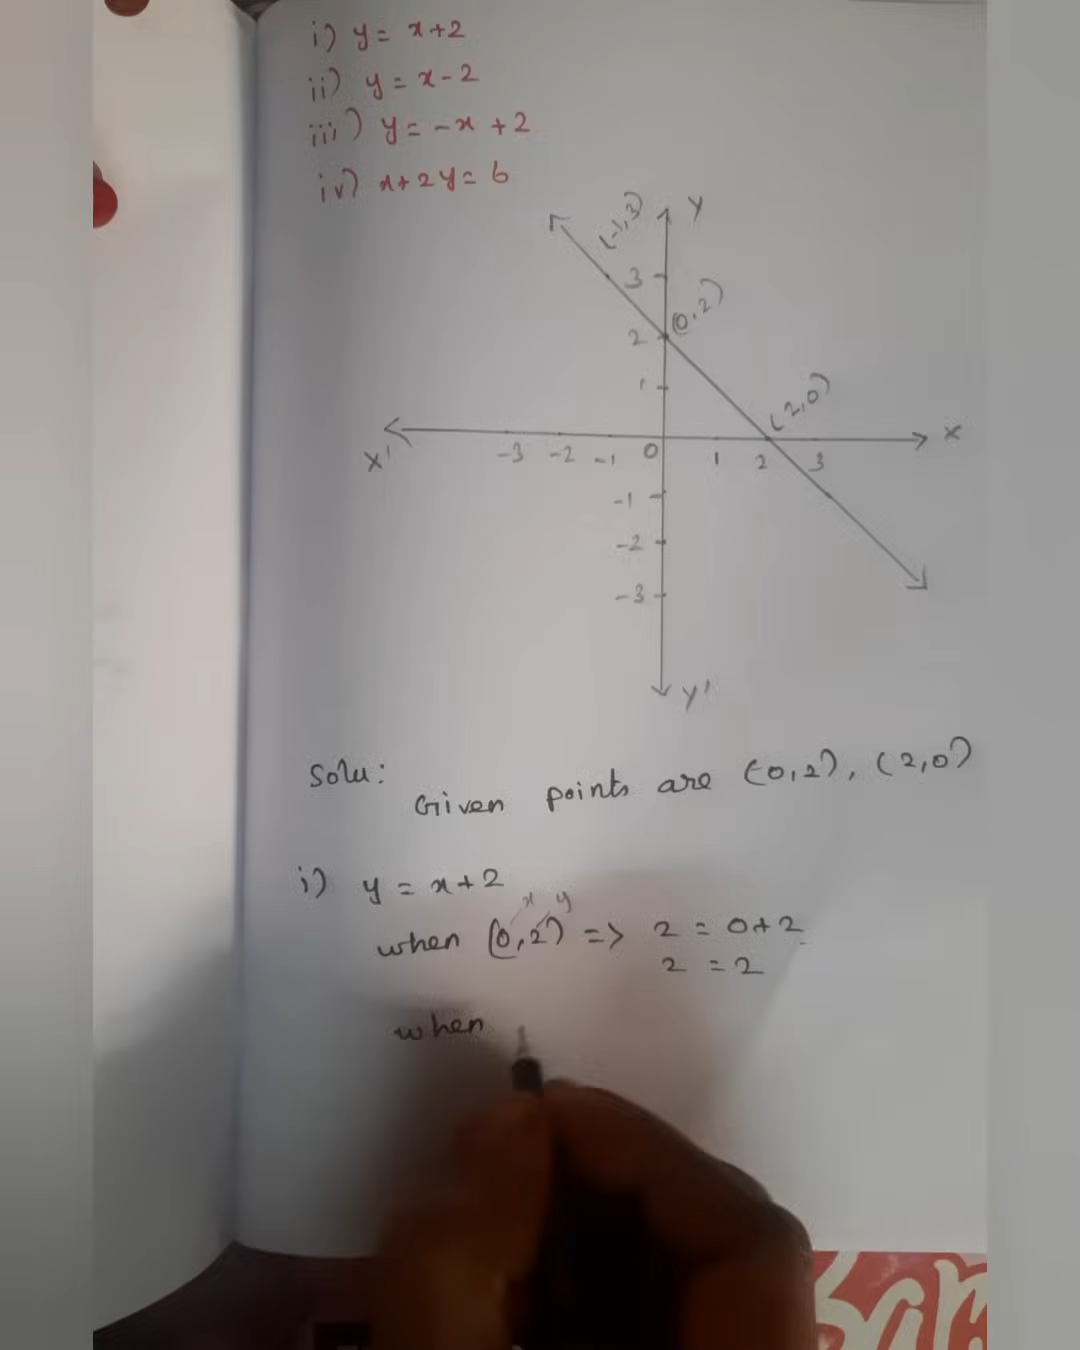 i) y = x+2
ii) y = x-2
iii) y = -x +2
iv) x+2y = 6
(-1,3) Y
3
(0,2)
2
1
(2,0)
X' -3 -2 -1 0 1 2 3 X
-1
-2
-3
Y'
Solu:
Given points are (0,2), (2,0)
i) y = x+2
x y
when (0,2) => 2 = 0+2
2 = 2
when